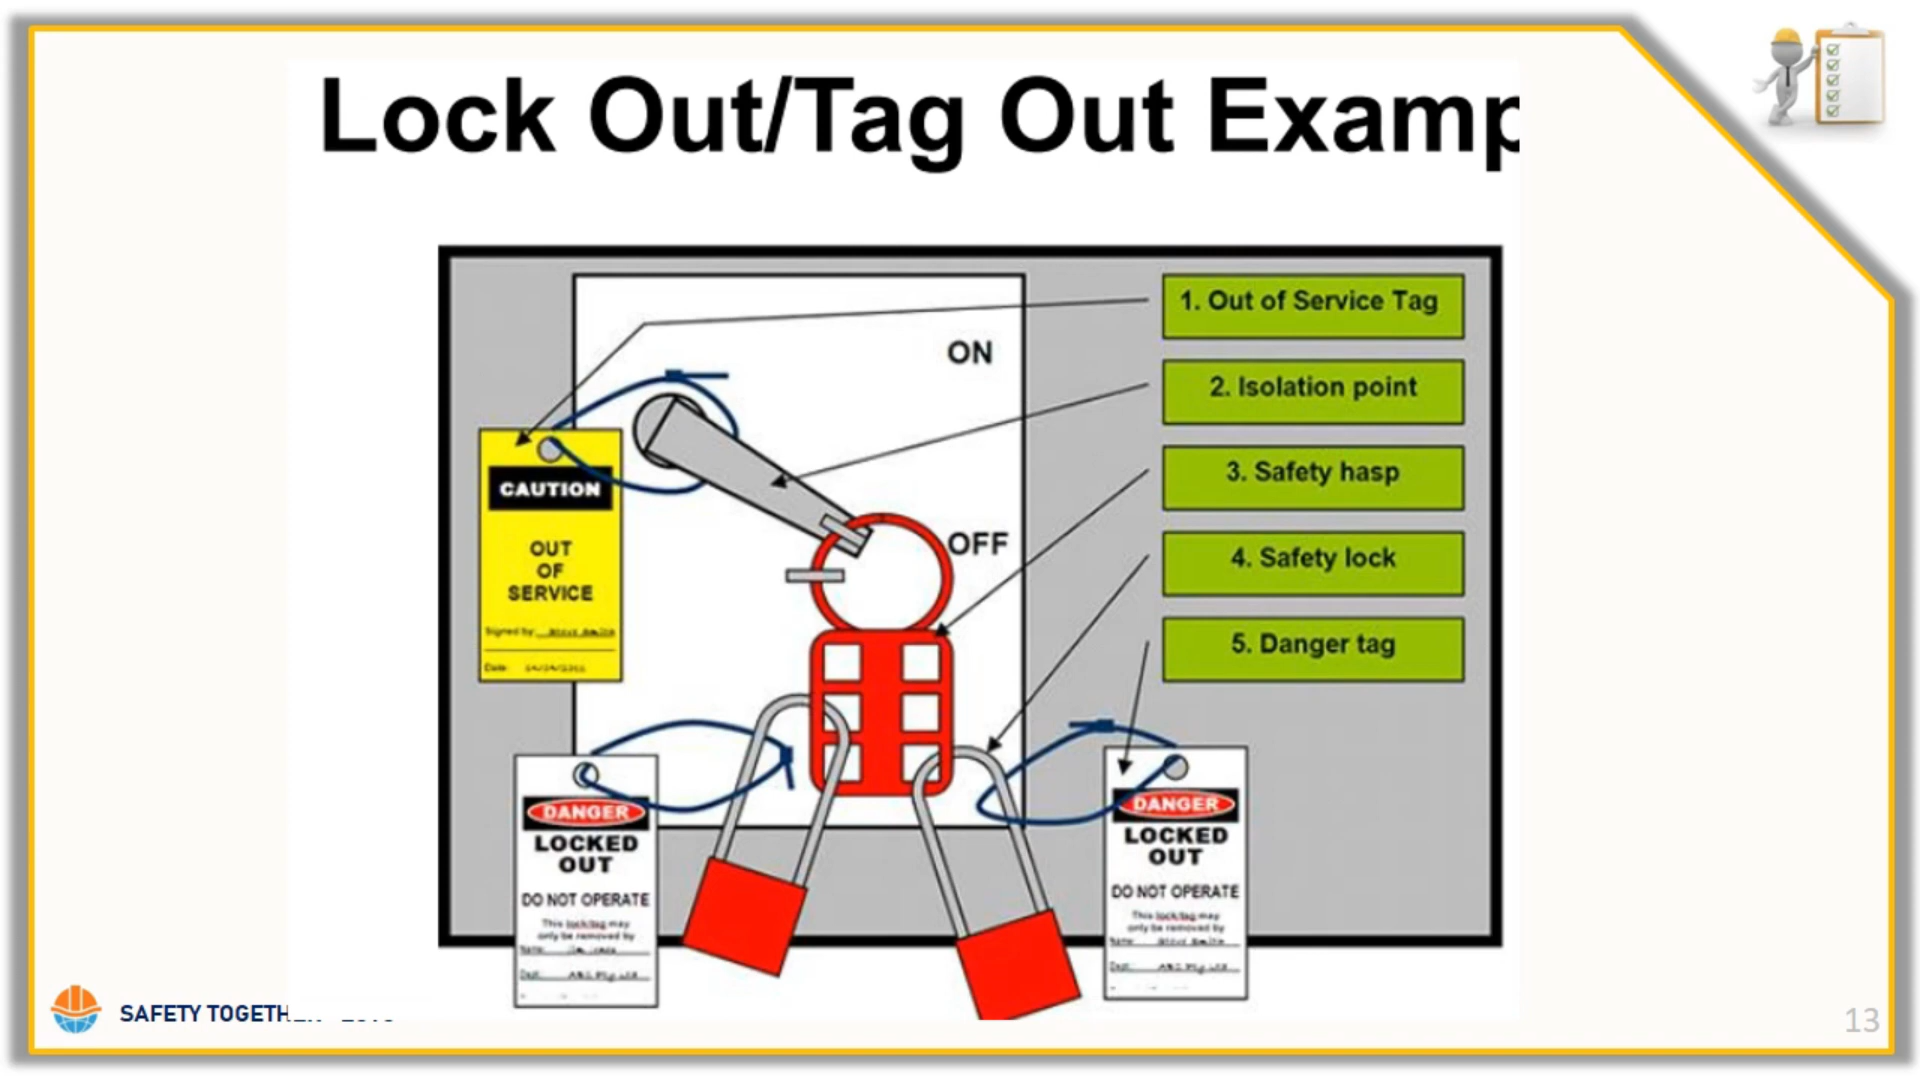 Lock Out/Tag Out Examp
1. Out of Service Tag
ON
2. Isolation point
3. Safety hasp
CAUTION
OUT
OF
SERVICE
Signed by:
Date:
OFF
4. Safety lock
5. Danger tag
DANGER
LOCKED
OUT
DO NOT OPERATE
This lock/tag may
only be removed by
Name:
Dept:
DANGER
LOCKED
OUT
DO NOT OPERATE
This lock/tag may
only be removed by
Name:
Dept:
SAFETY TOGETH
13